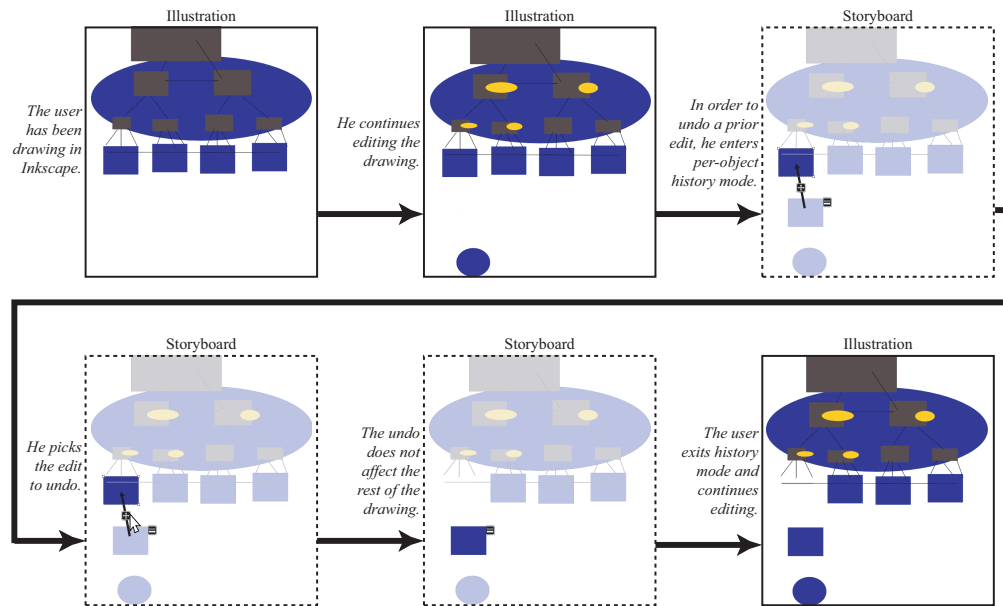 Illustration
Illustration
Storyboard
The user
has been
drawing in
Inkscape.
He continues
editing the
drawing.
In order to
undo a prior
edit, he enters
per-object
history mode.
Storyboard
Storyboard
Illustration
He picks
the edit
to undo.
The undo
does not
affect the
rest of the
drawing.
The user
exits history
mode and
continues
editing.